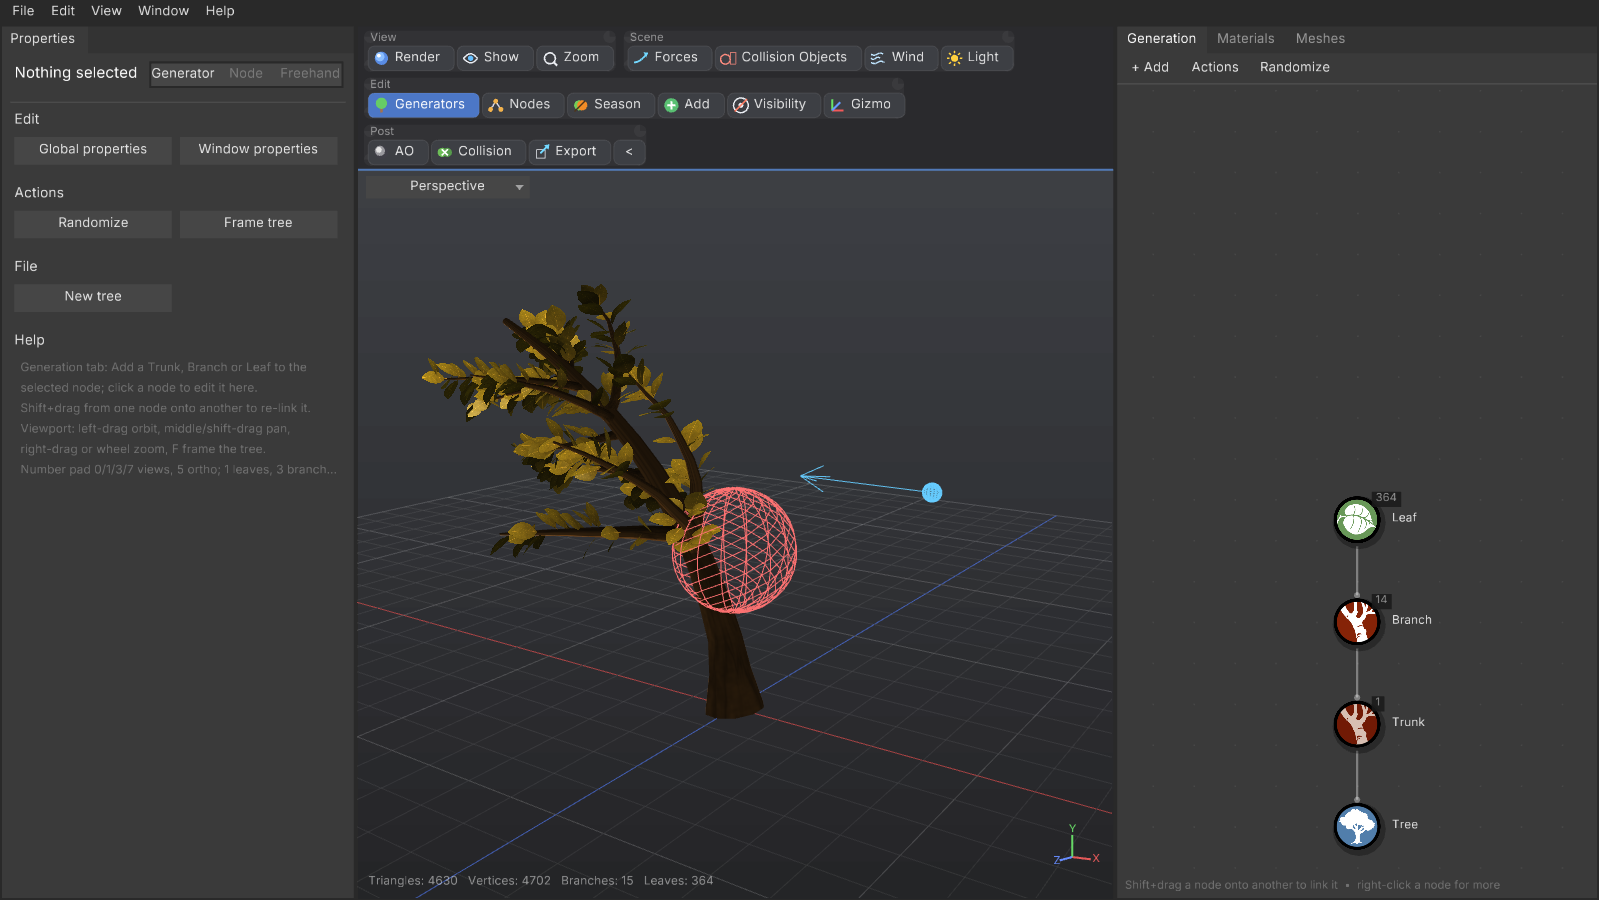 File Edit View Window Help
Properties
Nothing selected
Generator Node Freehand
Edit
Global properties Window properties
Actions
Randomize Frame tree
File
New tree
Help
Generation tab: Add a Trunk, Branch or Leaf to the
selected node; click a node to edit it here.
Shift+drag from one node onto another to re-link it.
Viewport: left-drag orbit, middle/shift-drag pan,
right-drag or wheel zoom, F frame the tree.
Number pad 0/1/3/7 views, 5 ortho; 1 leaves, 3 branch...
View
Render Show Zoom
Scene
Forces Collision Objects Wind Light
Edit
Generators Nodes Season Add Visibility Gizmo
Post
AO Collision Export <
Perspective
Y
Z X
Triangles: 4630 Vertices: 4702 Branches: 15 Leaves: 364
Generation Materials Meshes
+ Add Actions Randomize
364
Leaf
14
Branch
1
Trunk
Tree
Shift+drag a node onto another to link it • right-click a node for more